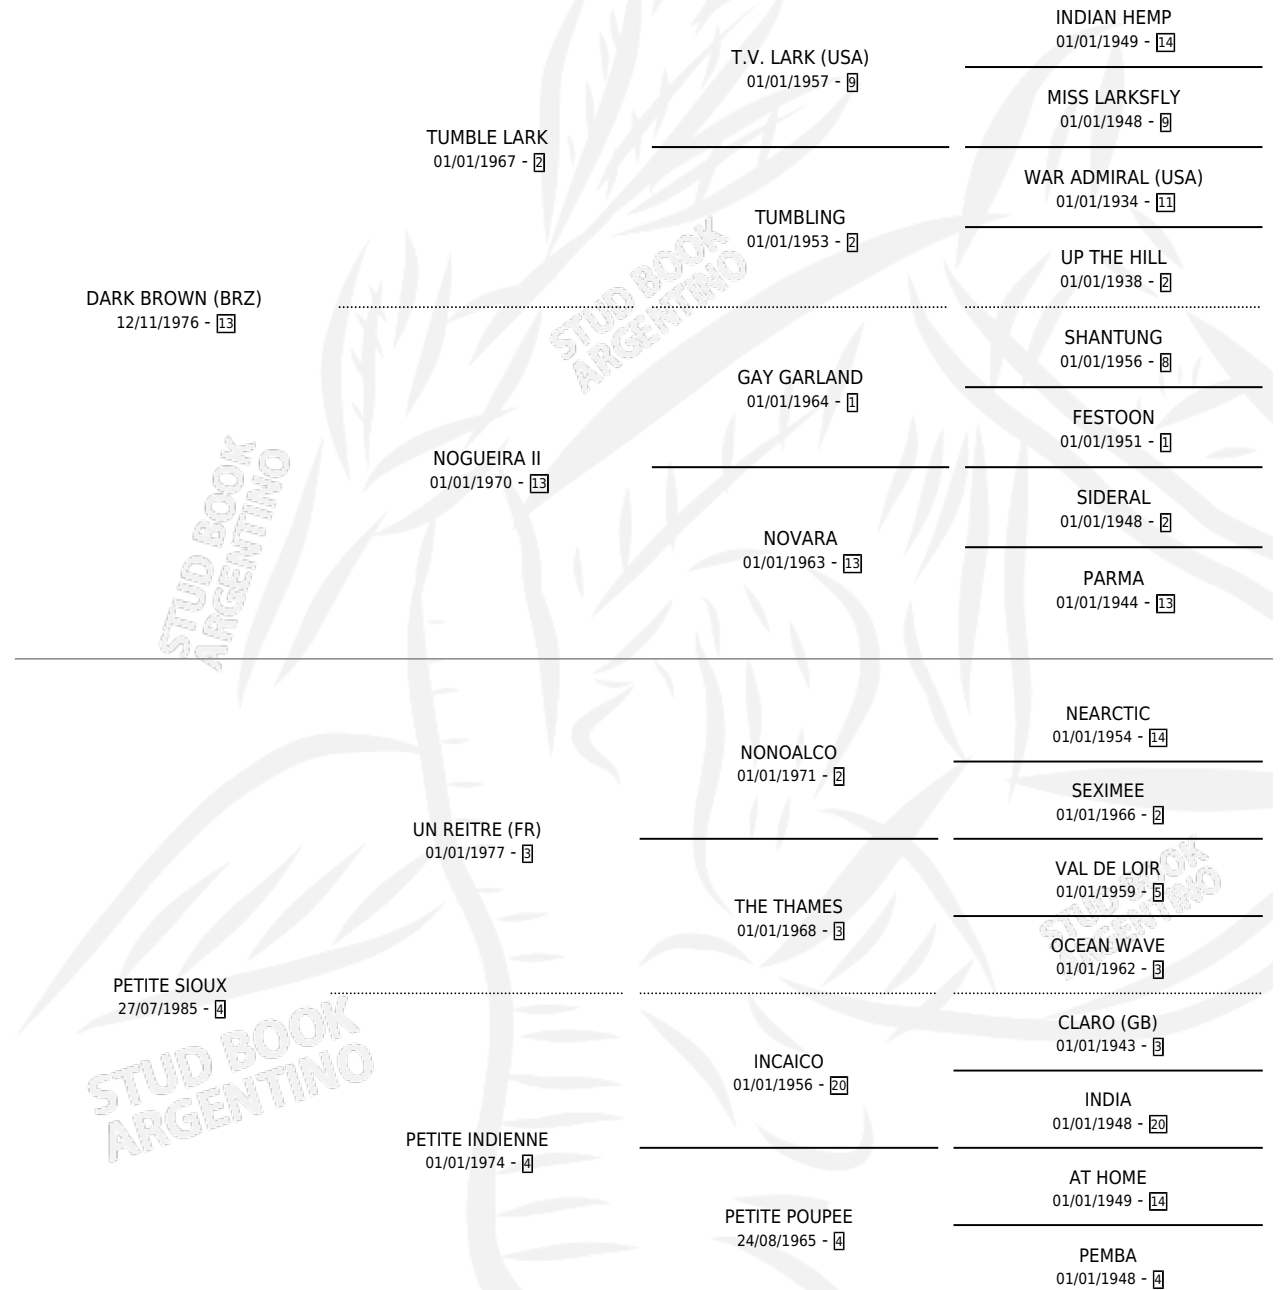 INDIAN HEMP
01/01/1949 - 14
T.V. LARK (USA)
01/01/1957 - 9
MISS LARKSFLY
01/01/1948 - 9
TUMBLE LARK
01/01/1967 - 2
WAR ADMIRAL (USA)
01/01/1934 - 11
TUMBLING
01/01/1953 - 2
UP THE HILL
01/01/1938 - 2
DARK BROWN (BRZ)
12/11/1976 - 13
SHANTUNG
01/01/1956 - 8
GAY GARLAND
01/01/1964 - 1
FESTOON
01/01/1951 - 1
NOGUEIRA II
01/01/1970 - 13
SIDERAL
01/01/1948 - 2
NOVARA
01/01/1963 - 13
PARMA
01/01/1944 - 13
NEARCTIC
01/01/1954 - 14
NONOALCO
01/01/1971 - 2
SEXIMEE
01/01/1966 - 2
UN REITRE (FR)
01/01/1977 - 3
VAL DE LOIR
01/01/1959 - 5
THE THAMES
01/01/1968 - 3
OCEAN WAVE
01/01/1962 - 3
PETITE SIOUX
27/07/1985 - 4
CLARO (GB)
01/01/1943 - 3
INCAICO
01/01/1956 - 20
INDIA
01/01/1948 - 20
PETITE INDIENNE
01/01/1974 - 4
AT HOME
01/01/1949 - 14
PETITE POUPEE
24/08/1965 - 4
PEMBA
01/01/1948 - 4
STUD BOOK
ARGENTINO
STUD BOOK
ARGENTINO
STUD BOOK
ARGENTINO
STUD BOOK
ARGENTINO